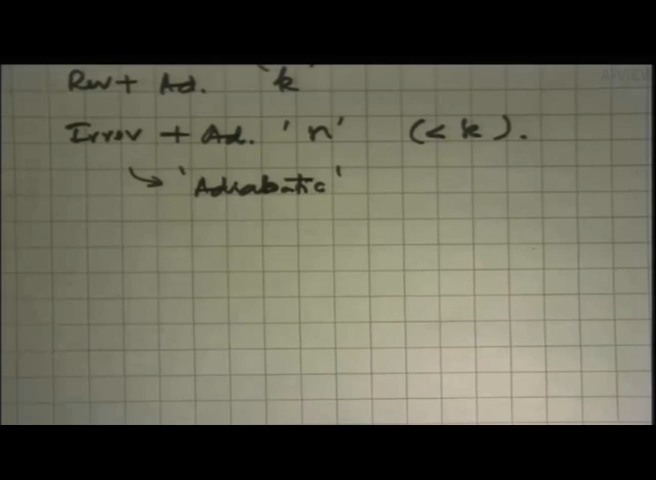 Rev + Ad. 'k'
Irrev + Ad. 'n' (< k).
↳ 'Adiabatic'